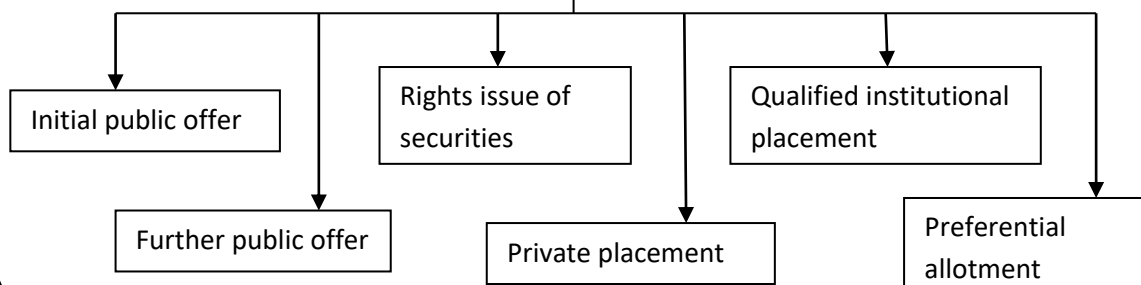 Initial public offer
Rights issue of
securities
Qualified institutional
placement
Further public offer
Private placement
Preferential
allotment